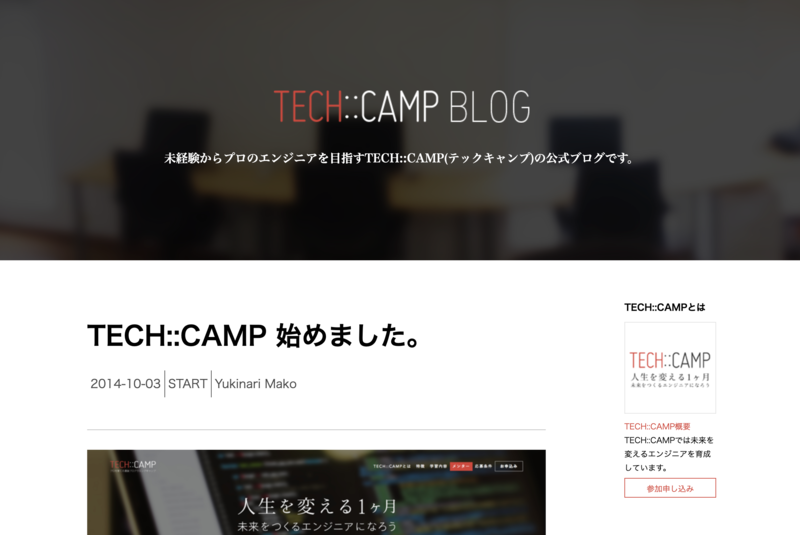 TECH::CAMP BLOG
未経験からプロのエンジニアを目指すTECH::CAMP(テックキャンプ)の公式ブログです。
TECH::CAMP 始めました。
2014-10-03 START Yukinari Mako
TECH::CAMP
TECH::CAMPとは 特徴 学習内容 メンター 応募条件 お申込み
人生を変える1ヶ月
未来をつくるエンジニアになろう
TECH::CAMPとは
TECH::CAMP
人生を変える1ヶ月
未来をつくるエンジニアになろう
TECH::CAMP概要
TECH::CAMPでは未来を
変えるエンジニアを育成
しています。
参加申し込み